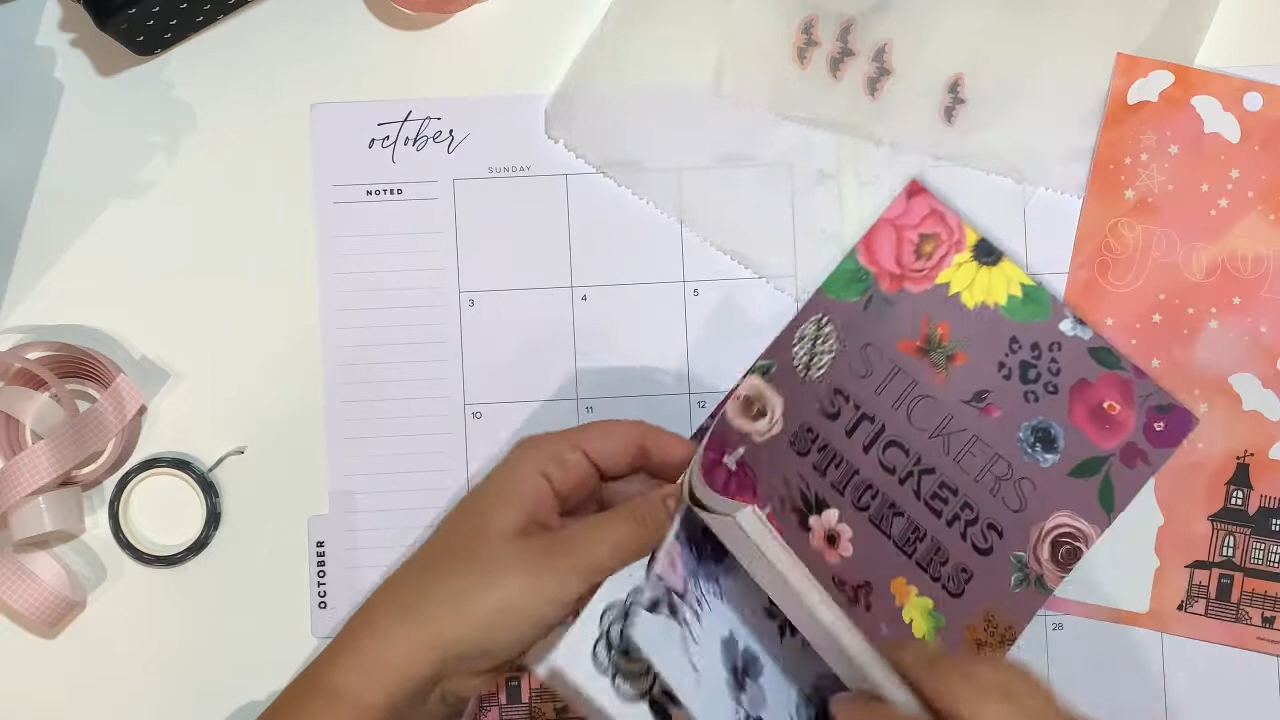 october
SUNDAY
NOTED
3
4
5
10
11
12
28
OCTOBER
STICKERS
STICKERS
STICKERS